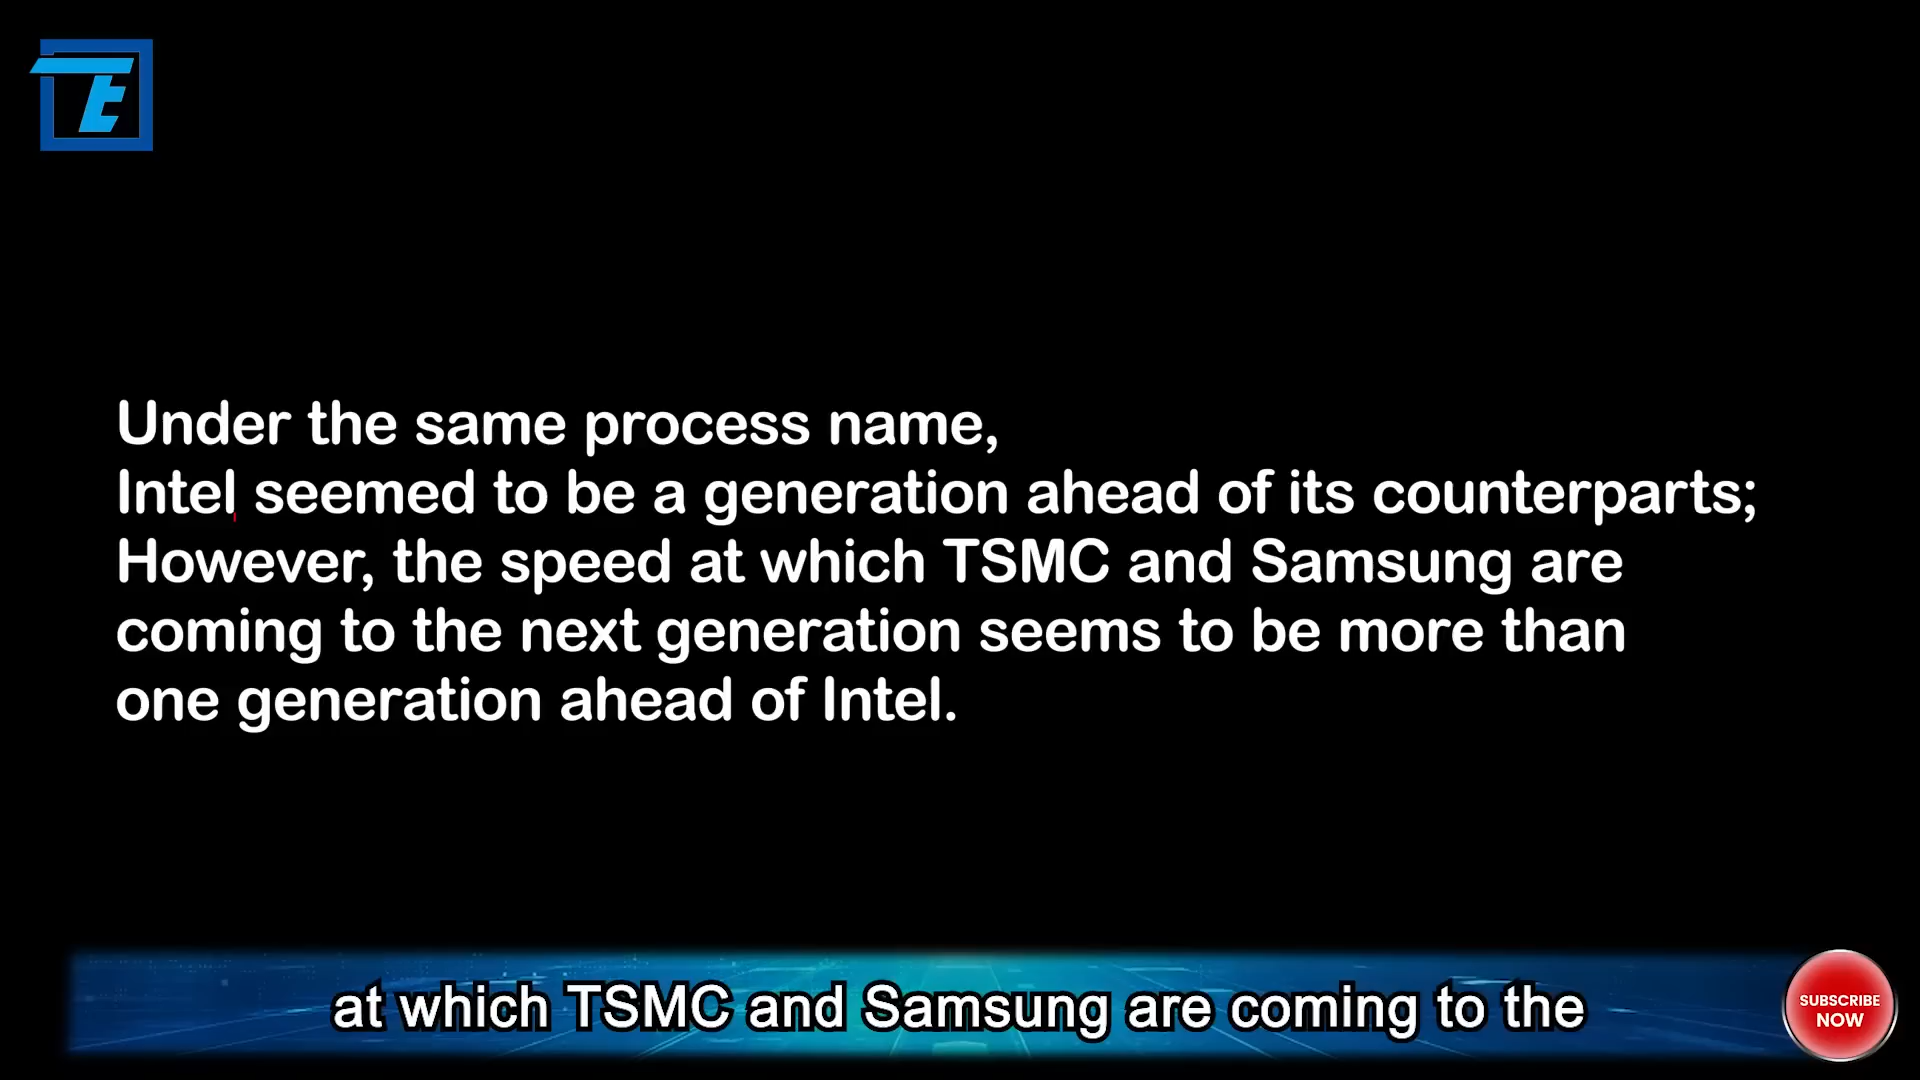 TE
Under the same process name,
Intel seemed to be a generation ahead of its counterparts;
However, the speed at which TSMC and Samsung are
coming to the next generation seems to be more than
one generation ahead of Intel.
at which TSMC and Samsung are coming to the
SUBSCRIBE
NOW